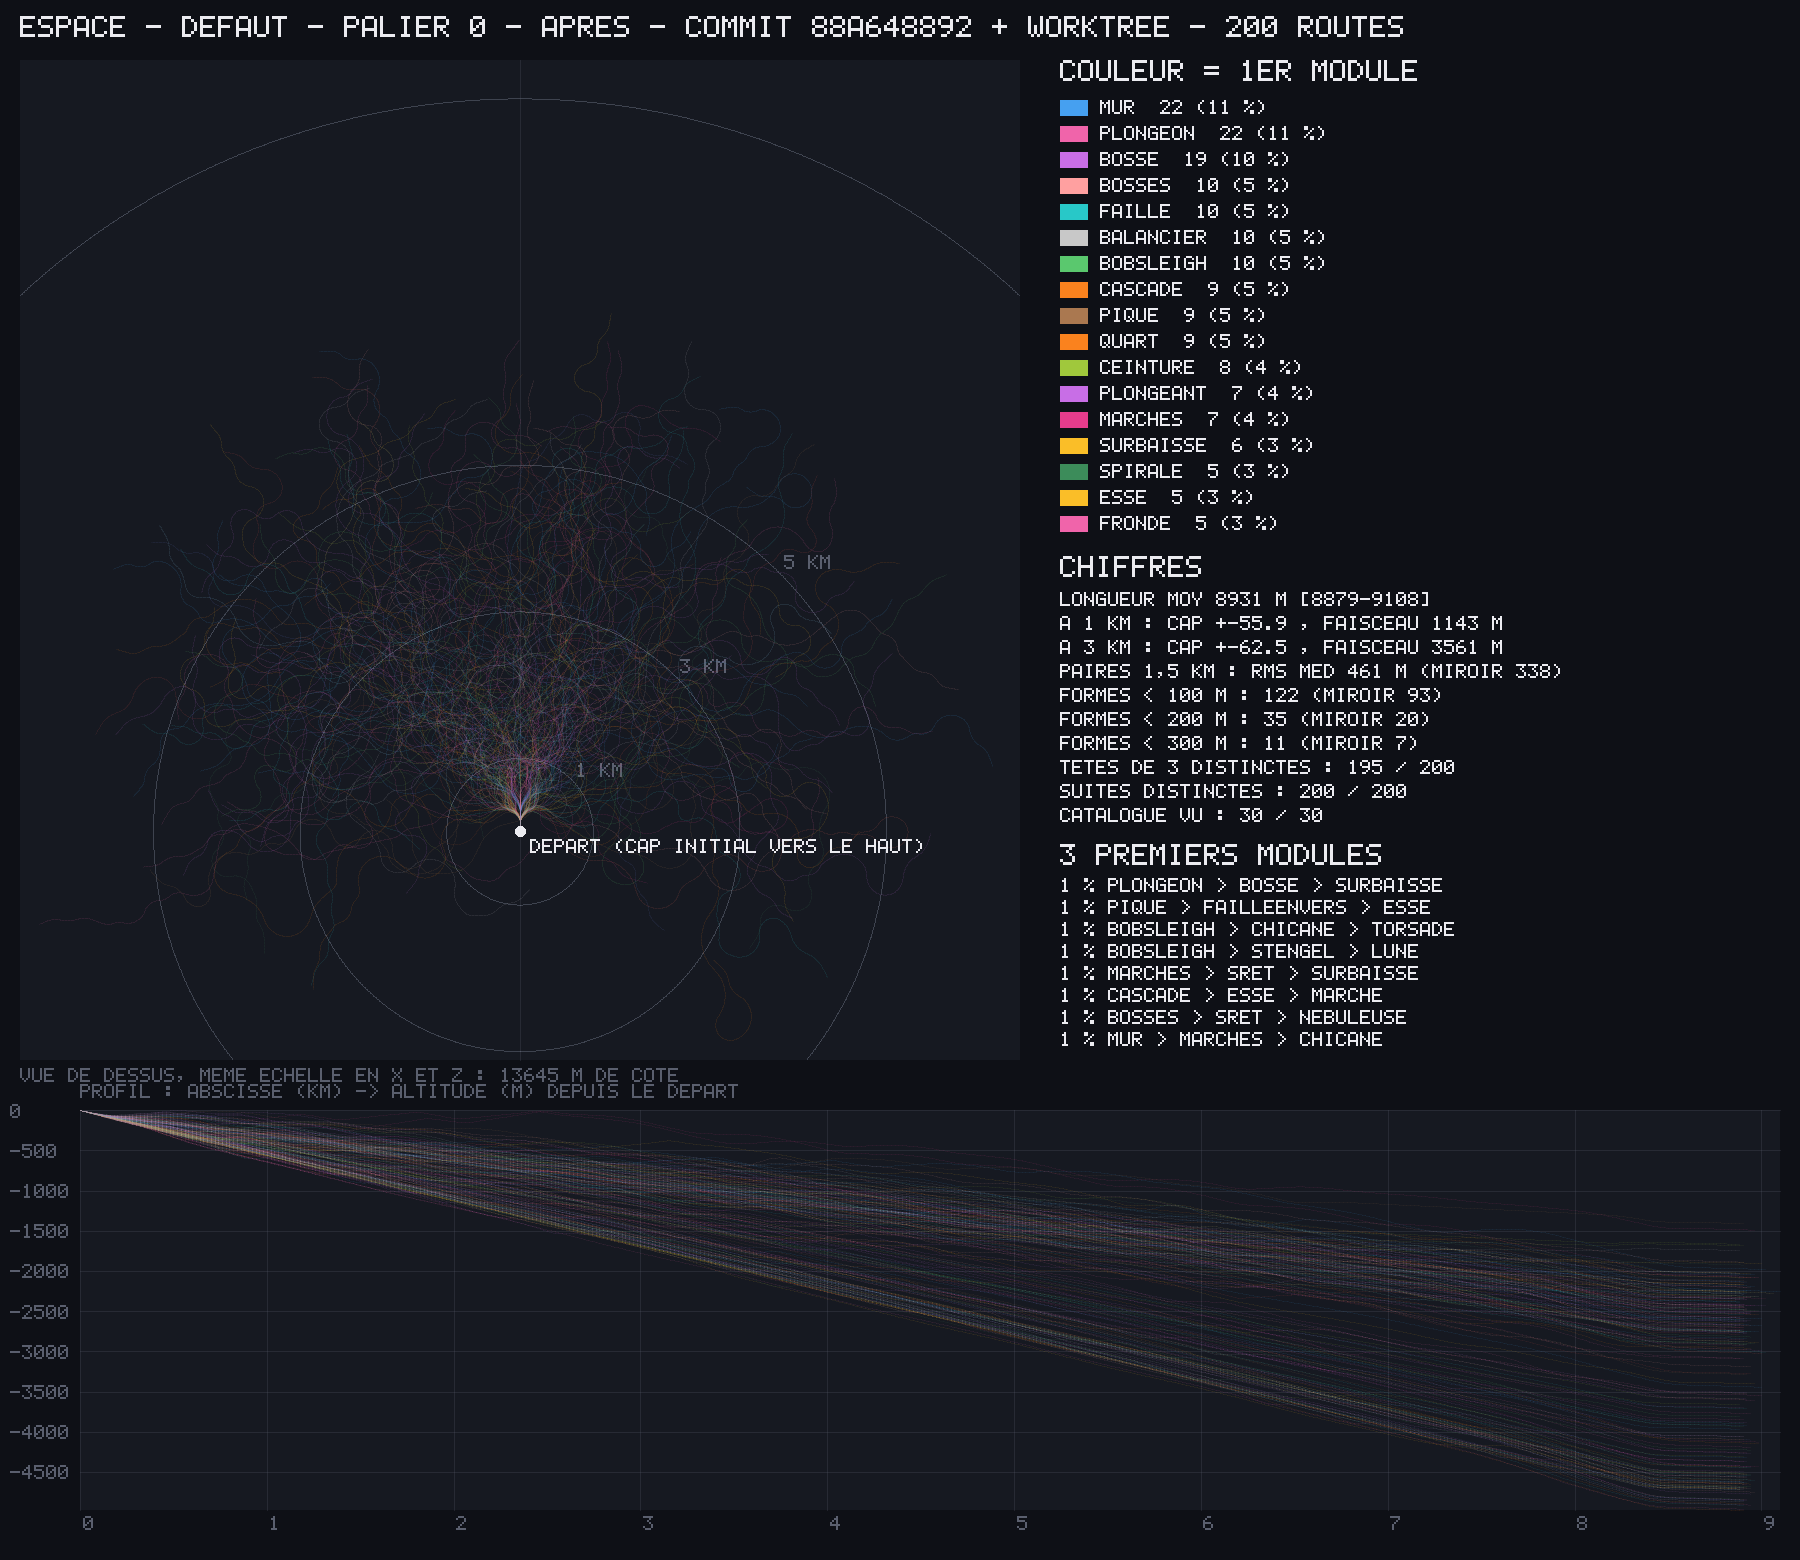 ESPACE - DEFAUT - PALIER 0 - APRES - COMMIT 88A648892 + WORKTREE - 200 ROUTES
5 KM
3 KM
1 KM
DEPART (CAP INITIAL VERS LE HAUT)
COULEUR = 1ER MODULE
MUR 22 (11 %)
PLONGEON 22 (11 %)
BOSSE 19 (10 %)
BOSSES 10 (5 %)
FAILLE 10 (5 %)
BALANCIER 10 (5 %)
BOBSLEIGH 10 (5 %)
CASCADE 9 (5 %)
PIQUE 9 (5 %)
QUART 9 (5 %)
CEINTURE 8 (4 %)
PLONGEANT 7 (4 %)
MARCHES 7 (4 %)
SURBAISSE 6 (3 %)
SPIRALE 5 (3 %)
ESSE 5 (3 %)
FRONDE 5 (3 %)
CHIFFRES
LONGUEUR MOY 8931 M [8879-9108]
A 1 KM : CAP +-55.9 , FAISCEAU 1143 M
A 3 KM : CAP +-62.5 , FAISCEAU 3561 M
PAIRES 1,5 KM : RMS MED 461 M (MIROIR 338)
FORMES < 100 M : 122 (MIROIR 93)
FORMES < 200 M : 35 (MIROIR 20)
FORMES < 300 M : 11 (MIROIR 7)
TETES DE 3 DISTINCTES : 195 / 200
SUITES DISTINCTES : 200 / 200
CATALOGUE VU : 30 / 30
3 PREMIERS MODULES
1 % PLONGEON > BOSSE > SURBAISSE
1 % PIQUE > FAILLEENVERS > ESSE
1 % BOBSLEIGH > CHICANE > TORSADE
1 % BOBSLEIGH > STENGEL > LUNE
1 % MARCHES > SRET > SURBAISSE
1 % CASCADE > ESSE > MARCHE
1 % BOSSES > SRET > NEBULEUSE
1 % MUR > MARCHES > CHICANE
VUE DE DESSUS, MEME ECHELLE EN X ET Z : 13645 M DE COTE
PROFIL : ABSCISSE (KM) -> ALTITUDE (M) DEPUIS LE DEPART
0
-500
-1000
-1500
-2000
-2500
-3000
-3500
-4000
-4500
0 1 2 3 4 5 6 7 8 9